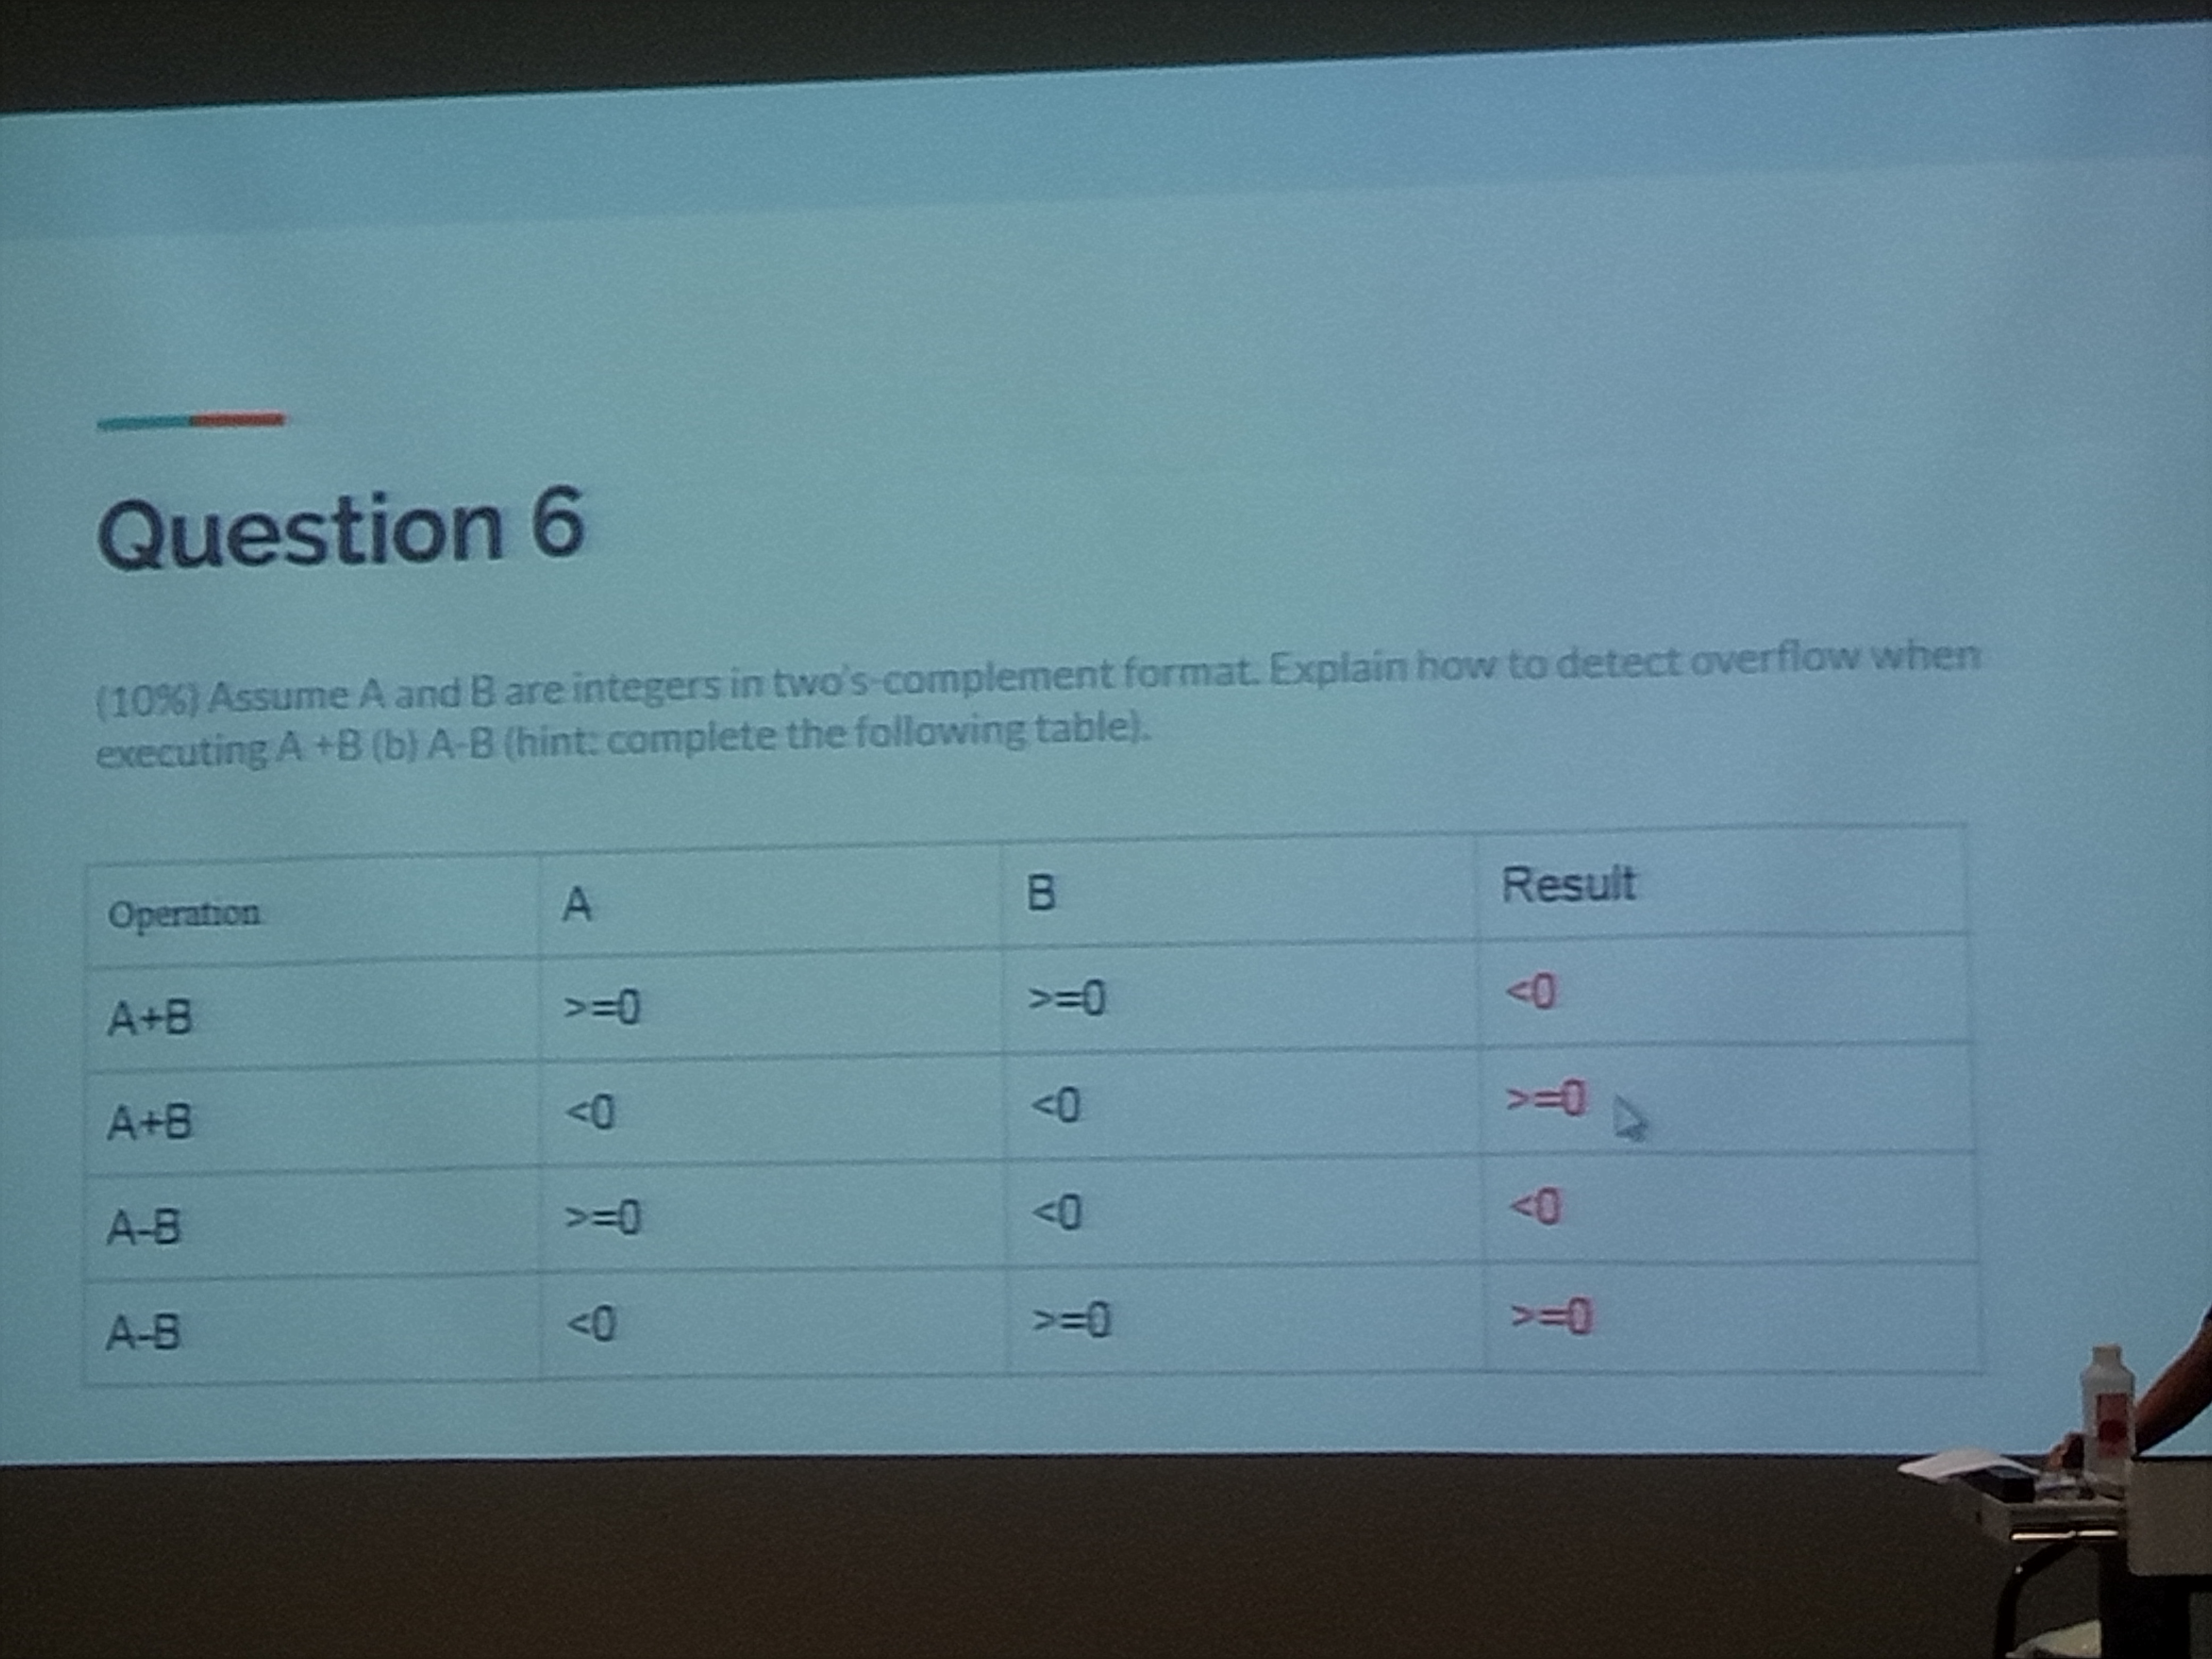 Question 6
(10%) Assume A and B are integers in two's-complement format. Explain how to detect overflow when
executing A +B (b) A-B (hint: complete the following table).
Operation A B Result
A+B >=0 >=0 <0
A+B <0 <0 >=0
A-B >=0 <0 <0
A-B <0 >=0 >=0